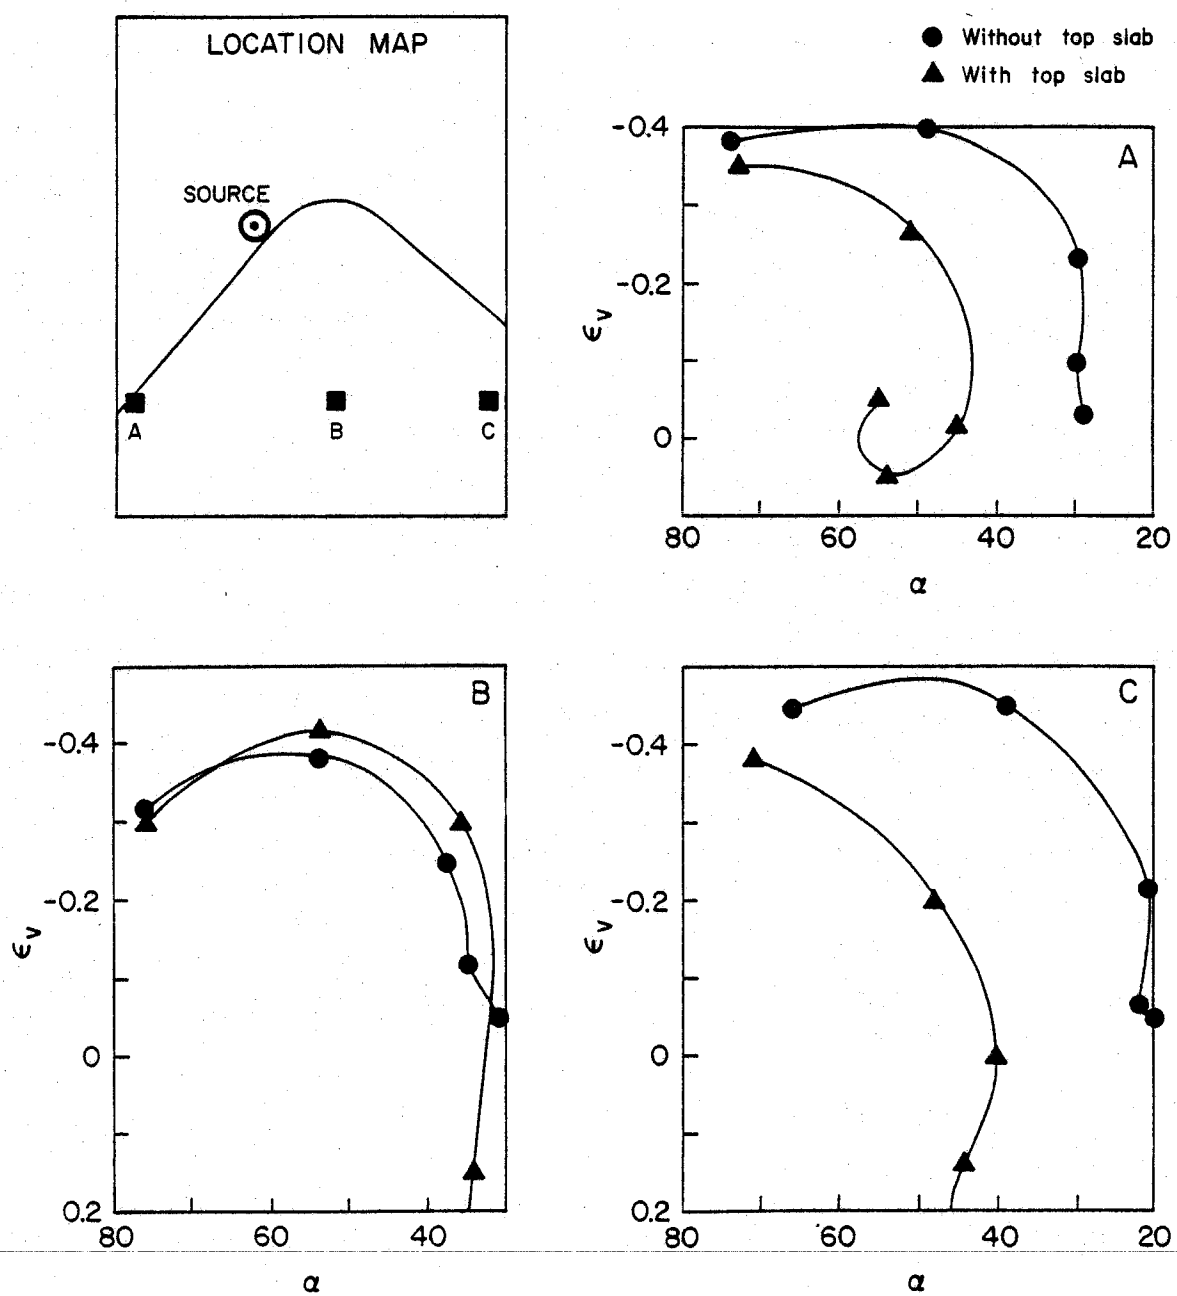 LOCATION MAP
SOURCE
A
B
C
Without top slab
With top slab
A
-0.4
-0.2
0
ϵv
80
60
40
20
α
B
-0.4
-0.2
0
0.2
ϵv
80
60
40
α
C
-0.4
-0.2
0
0.2
ϵv
80
60
40
20
α